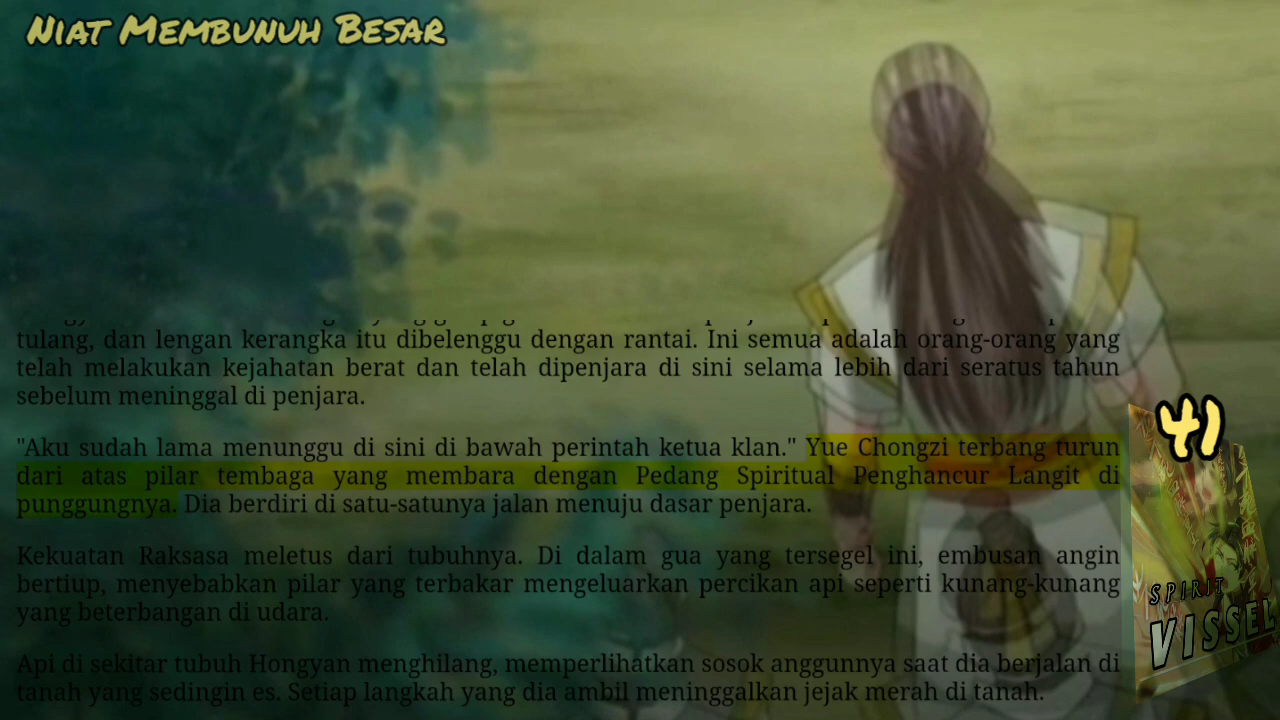 Niat Membunuh Besar
tulang, dan lengan kerangka itu dibelenggu dengan rantai. Ini semua adalah orang-orang yang
telah melakukan kejahatan berat dan telah dipenjara di sini selama lebih dari seratus tahun
sebelum meninggal di penjara.
"Aku sudah lama menunggu di sini di bawah perintah ketua klan." Yue Chongzi terbang turun
dari atas pilar tembaga yang membara dengan Pedang Spiritual Penghancur Langit di
punggungnya. Dia berdiri di satu-satunya jalan menuju dasar penjara.
Kekuatan Raksasa meletus dari tubuhnya. Di dalam gua yang tersegel ini, embusan angin
bertiup, menyebabkan pilar yang terbakar mengeluarkan percikan api seperti kunang-kunang
yang beterbangan di udara.
Api di sekitar tubuh Hongyan menghilang, memperlihatkan sosok anggunnya saat dia berjalan di
tanah yang sedingin es. Setiap langkah yang dia ambil meninggalkan jejak merah di tanah.
41
SPIRIT
VISSEL